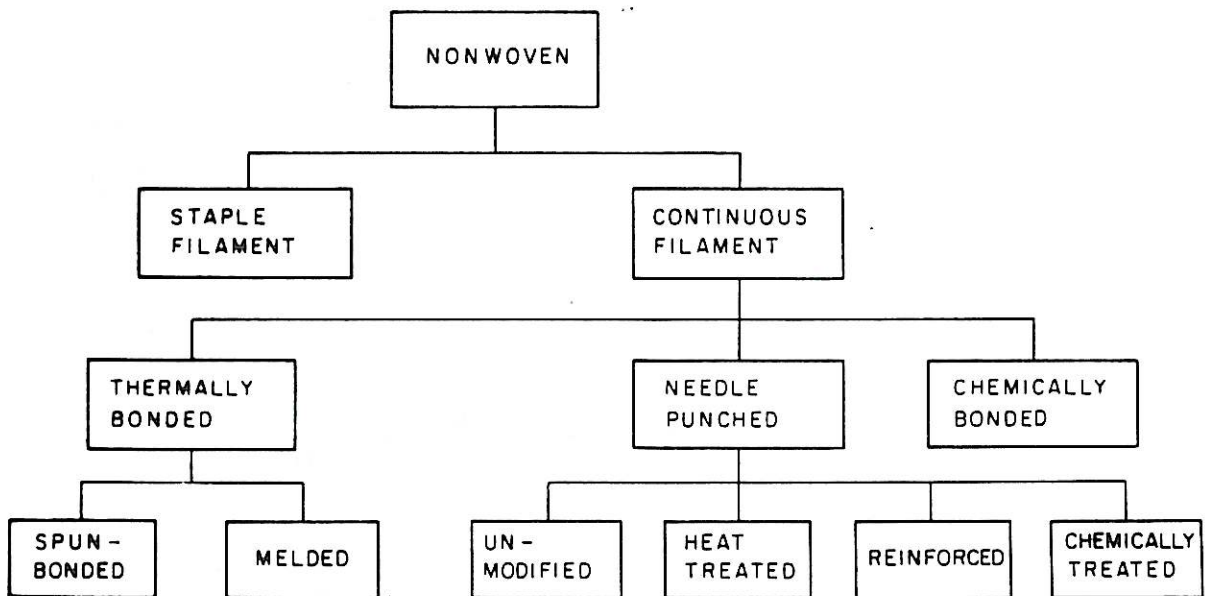 NONWOVEN
STAPLE
FILAMENT
CONTINUOUS
FILAMENT
THERMALLY
BONDED
NEEDLE
PUNCHED
CHEMICALLY
BONDED
SPUN-
BONDED
MELDED
UN-
MODIFIED
HEAT
TREATED
REINFORCED
CHEMICALLY
TREATED